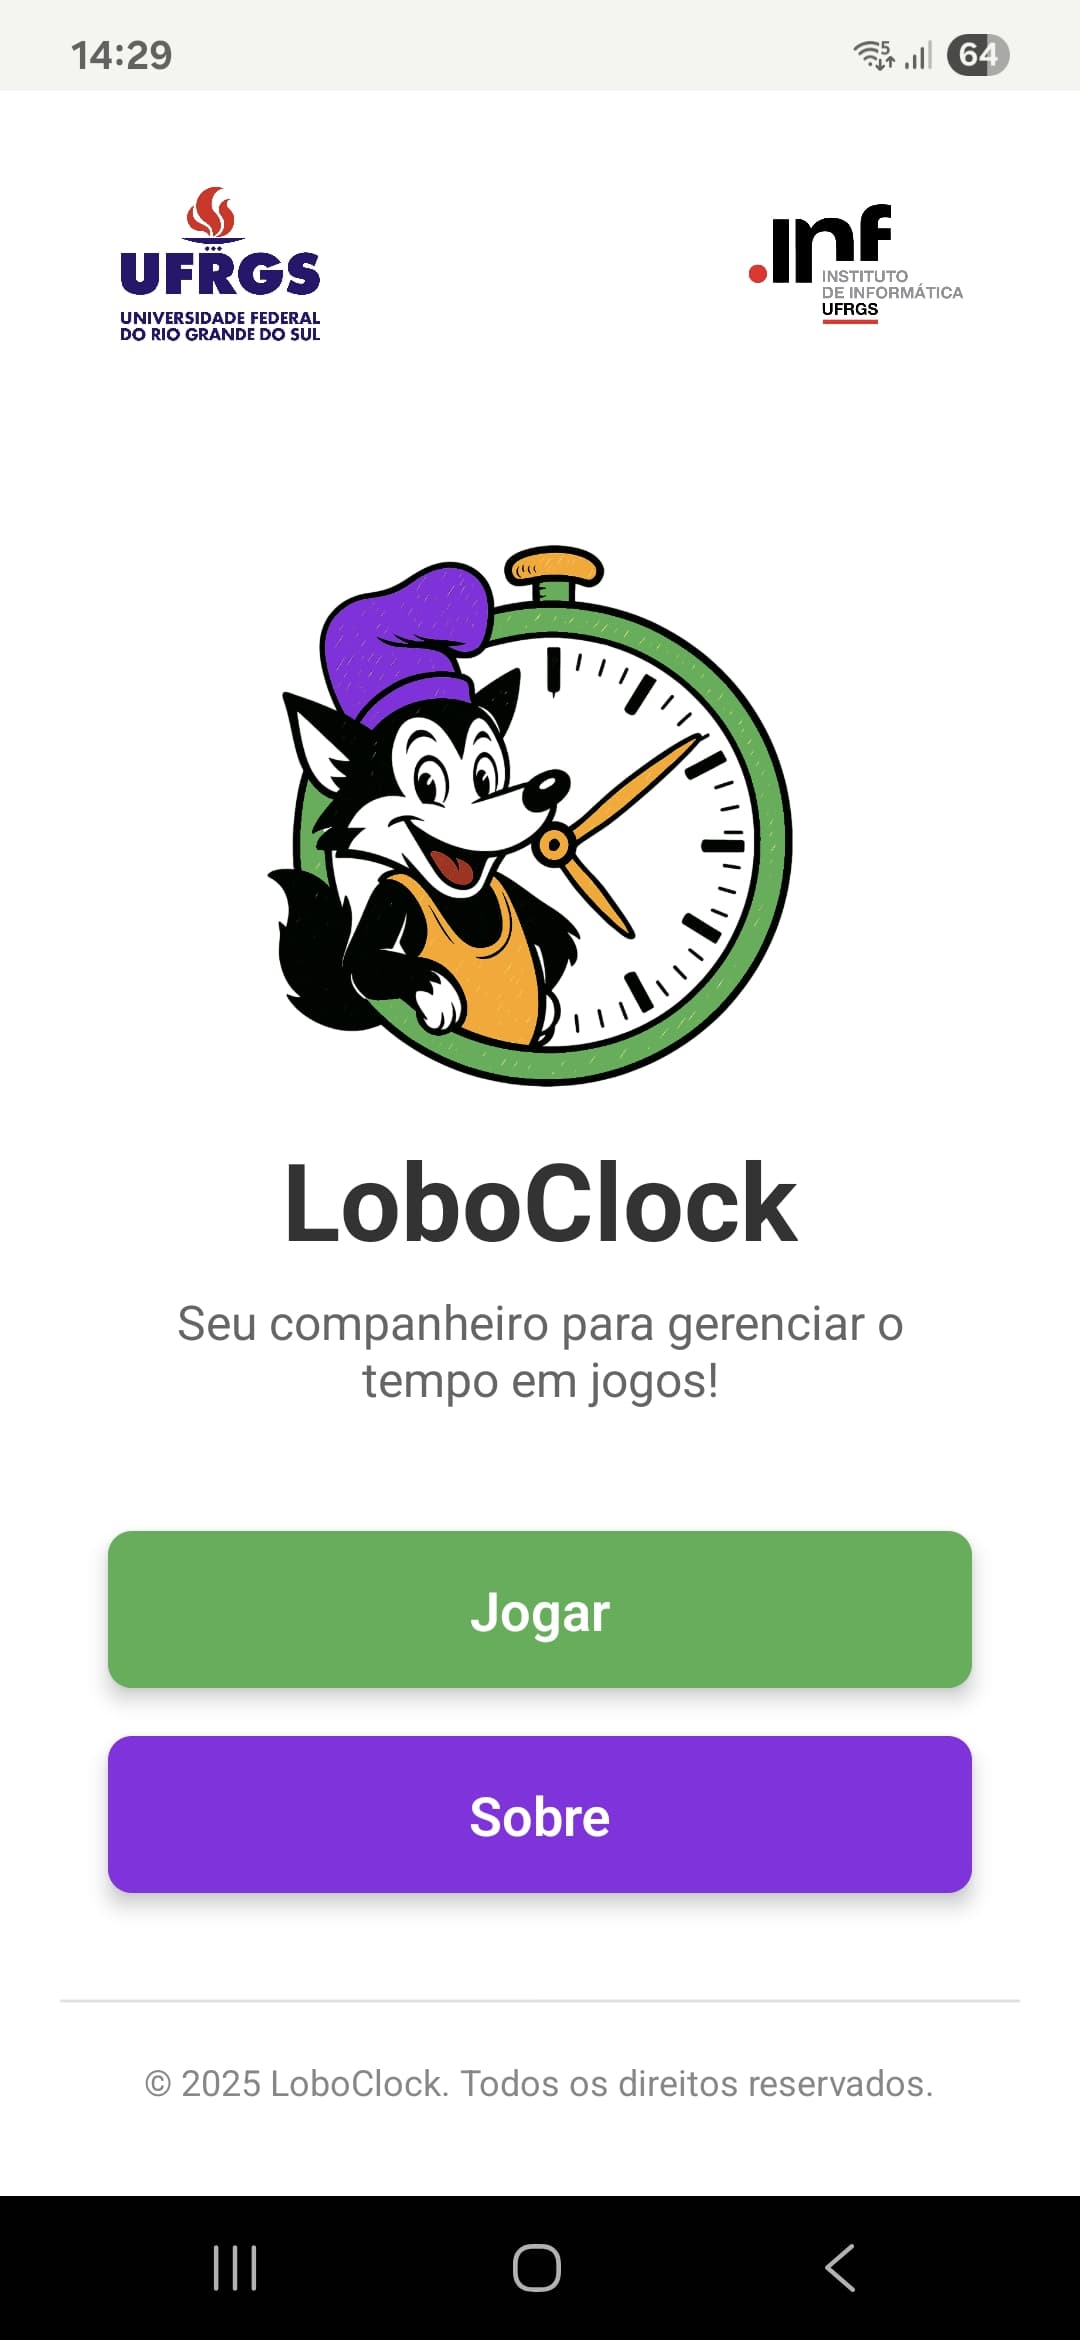 14:29
5
64
UFRGS
UNIVERSIDADE FEDERAL
DO RIO GRANDE DO SUL
.Inf
INSTITUTO
DE INFORMÁTICA
UFRGS
LoboClock
Seu companheiro para gerenciar o
tempo em jogos!
Jogar
Sobre
© 2025 LoboClock. Todos os direitos reservados.